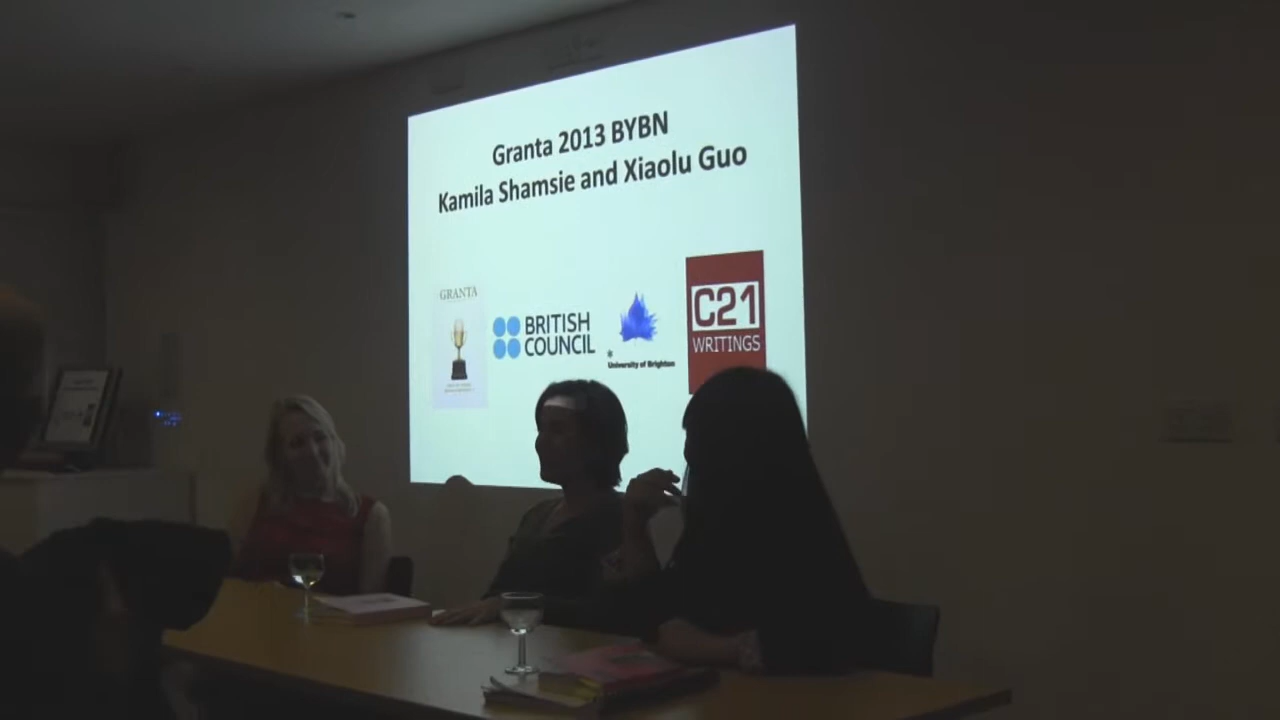 Granta 2013 BYBN
Kamila Shamsie and Xiaolu Guo
GRANTA
BRITISH
COUNCIL
University of Brighton
C21
WRITINGS